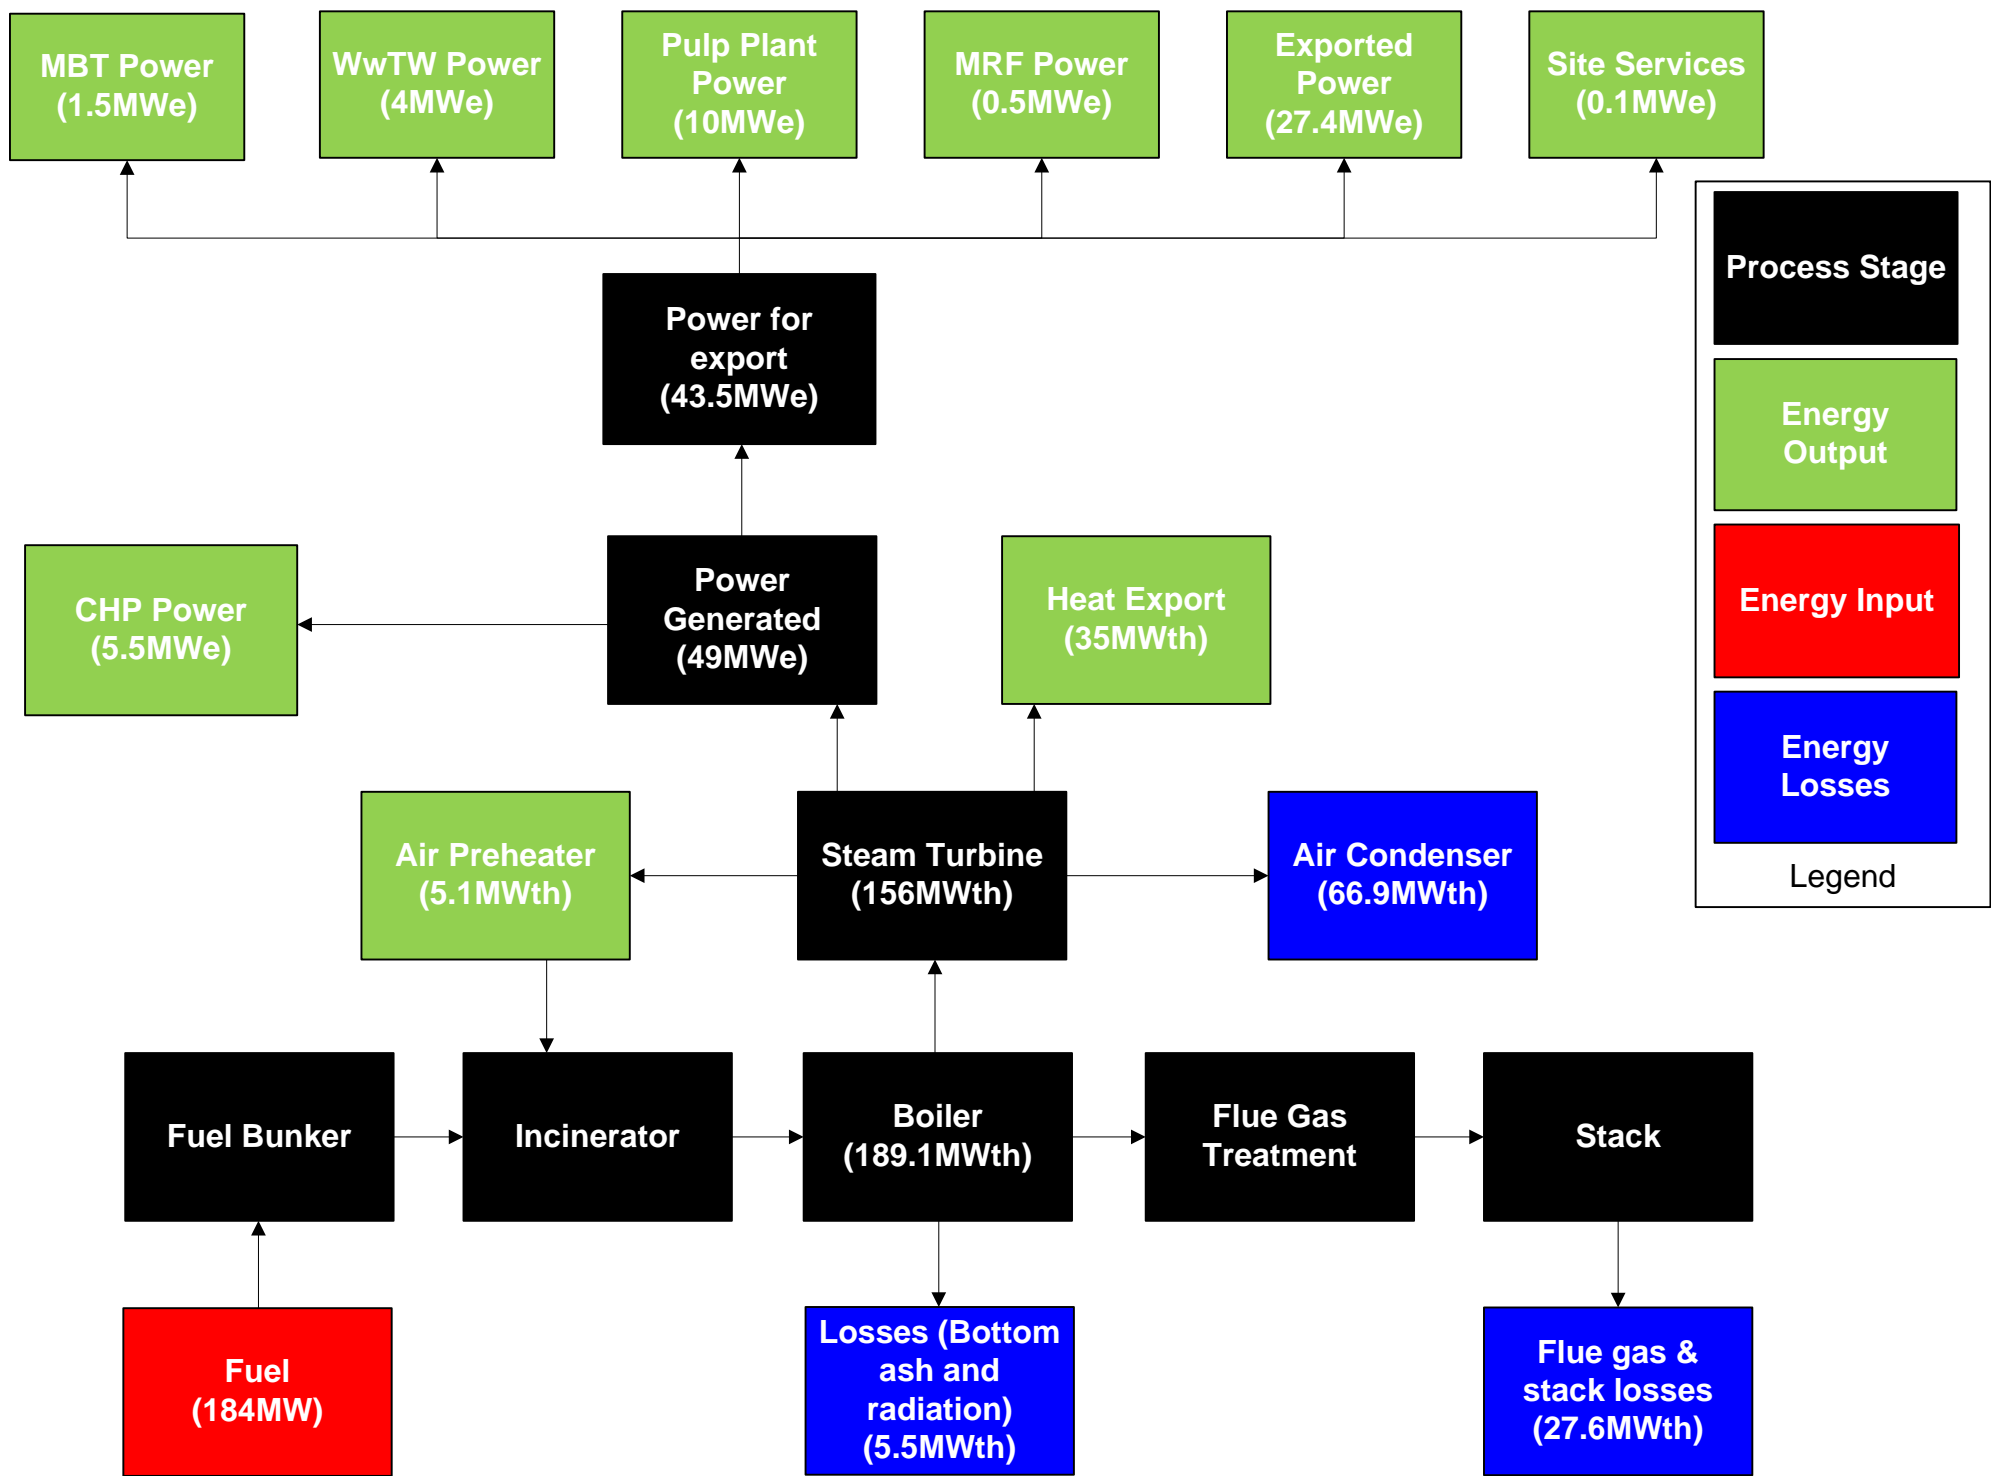 MBT Power
(1.5MWe)
WwTW Power
(4MWe)
Pulp Plant
Power
(10MWe)
MRF Power
(0.5MWe)
Exported
Power
(27.4MWe)
Site Services
(0.1MWe)
Process Stage
Energy
Output
Energy Input
Energy
Losses
Legend
Power for
export
(43.5MWe)
CHP Power
(5.5MWe)
Power
Generated
(49MWe)
Heat Export
(35MWth)
Air Preheater
(5.1MWth)
Steam Turbine
(156MWth)
Air Condenser
(66.9MWth)
Fuel Bunker
Incinerator
Boiler
(189.1MWth)
Flue Gas
Treatment
Stack
Fuel
(184MW)
Losses (Bottom
ash and
radiation)
(5.5MWth)
Flue gas &
stack losses
(27.6MWth)